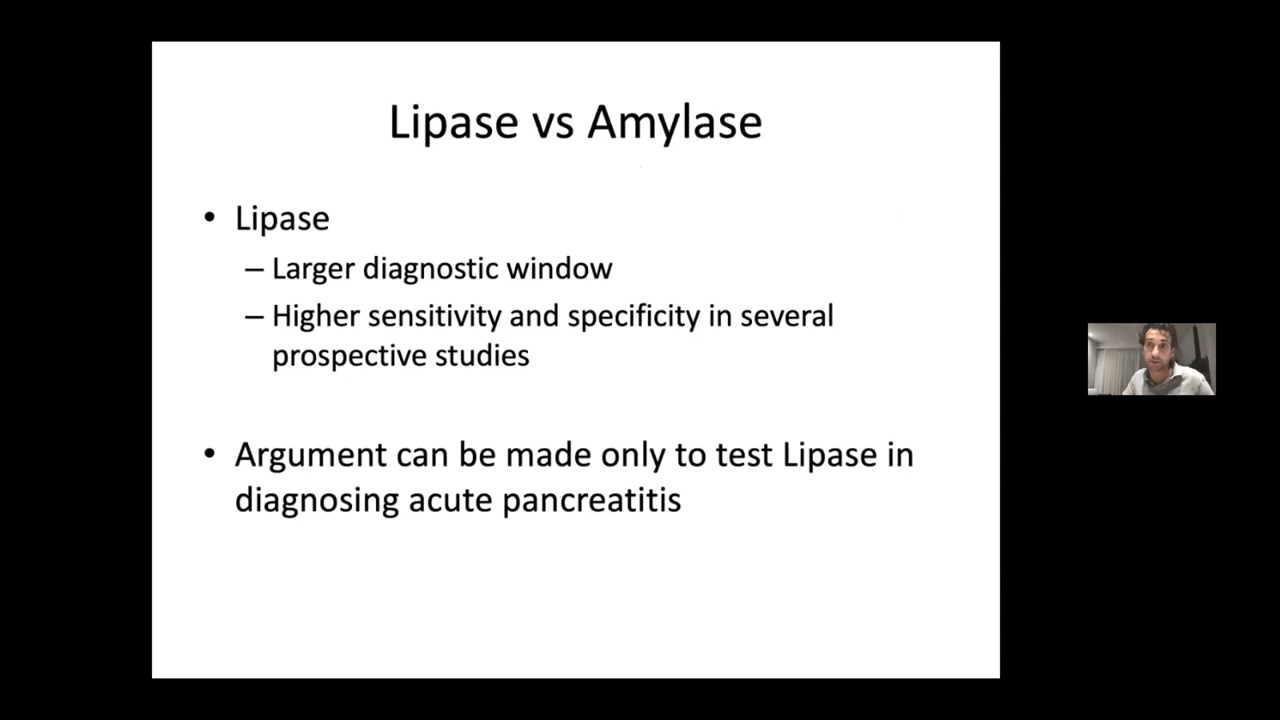 Lipase vs Amylase
• Lipase
– Larger diagnostic window
– Higher sensitivity and specificity in several
prospective studies
• Argument can be made only to test Lipase in
diagnosing acute pancreatitis